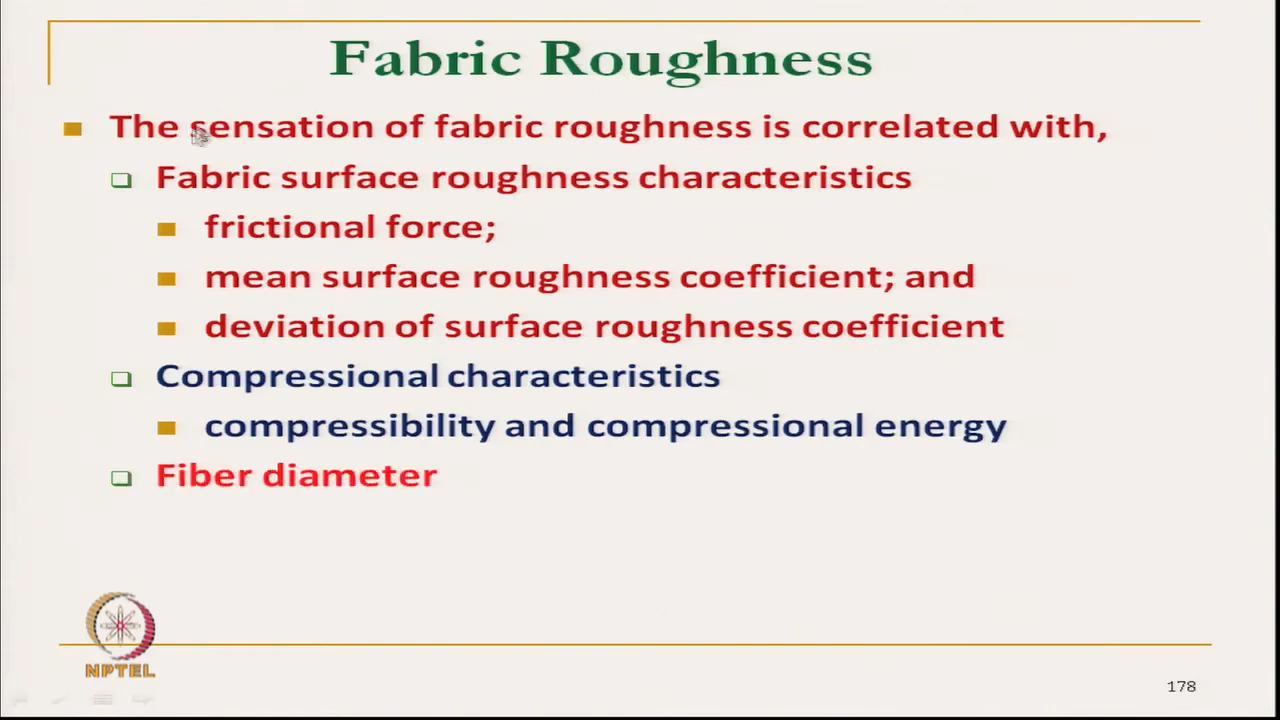 Fabric Roughness
The sensation of fabric roughness is correlated with,
Fabric surface roughness characteristics
frictional force;
mean surface roughness coefficient; and
deviation of surface roughness coefficient
Compressional characteristics
compressibility and compressional energy
Fiber diameter
NPTEL
178